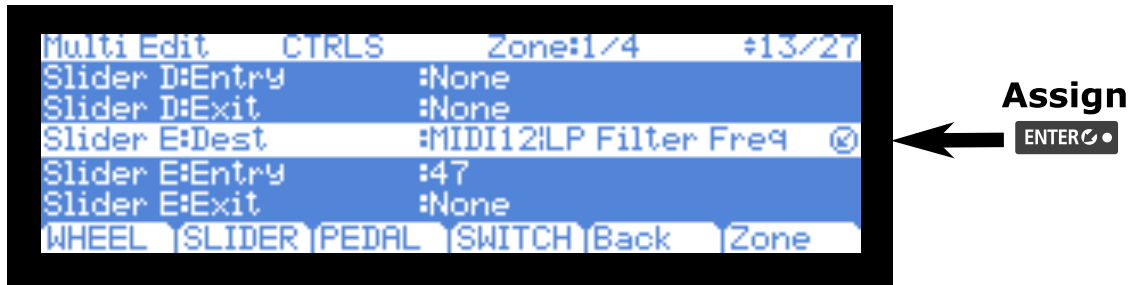 Multi Edit CTRLS Zone:1/4 ÷13/27
Slider D:Entry :None
Slider D:Exit :None
Slider E:Dest :MIDI12¦LP Filter Freq
Slider E:Entry :47
Slider E:Exit :None
WHEEL SLIDER PEDAL SWITCH Back Zone
Assign
ENTER